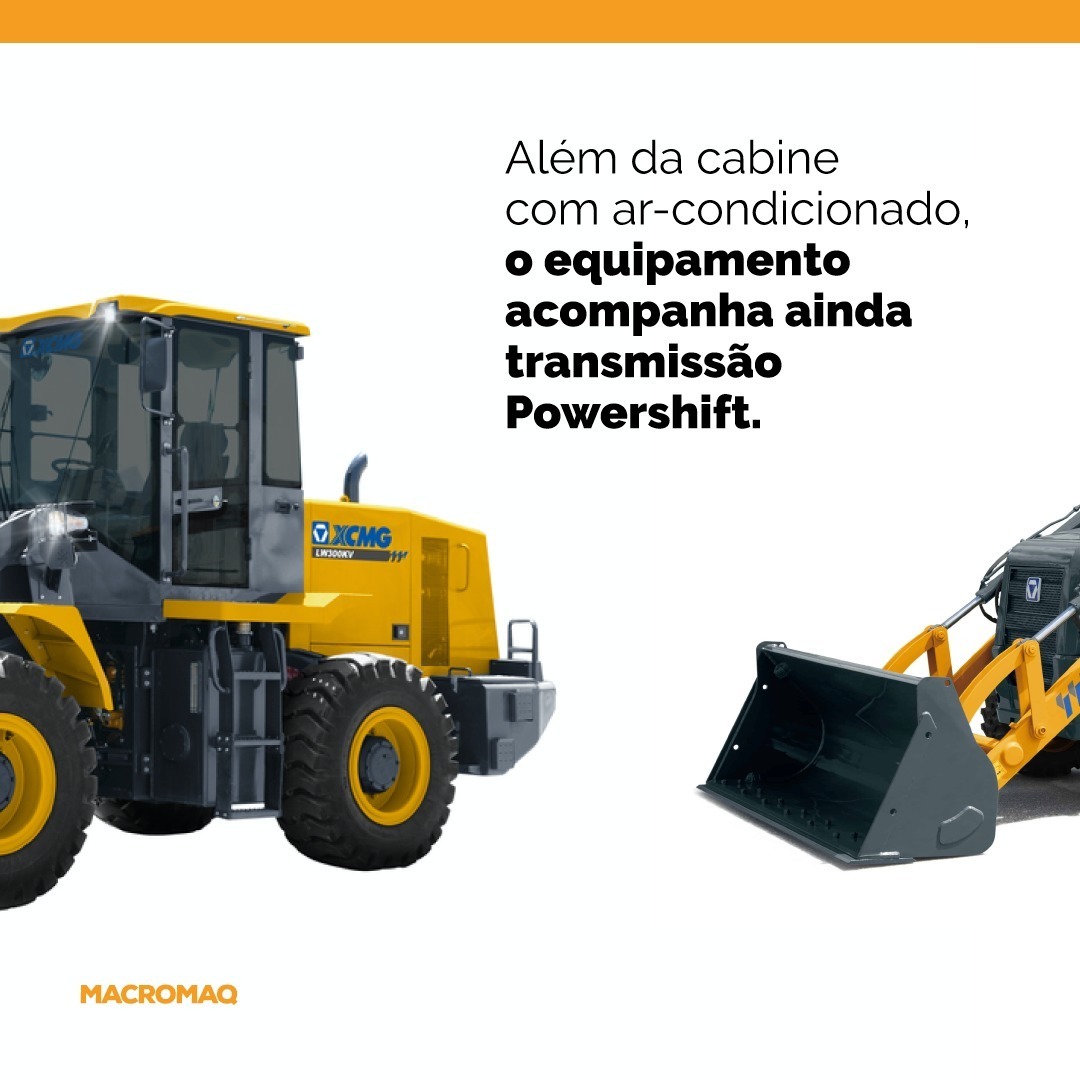 Além da cabine
com ar-condicionado,
o equipamento
acompanha ainda
transmissão
Powershift.
XCMG
XCMG
LW300KV
MACROMAQ